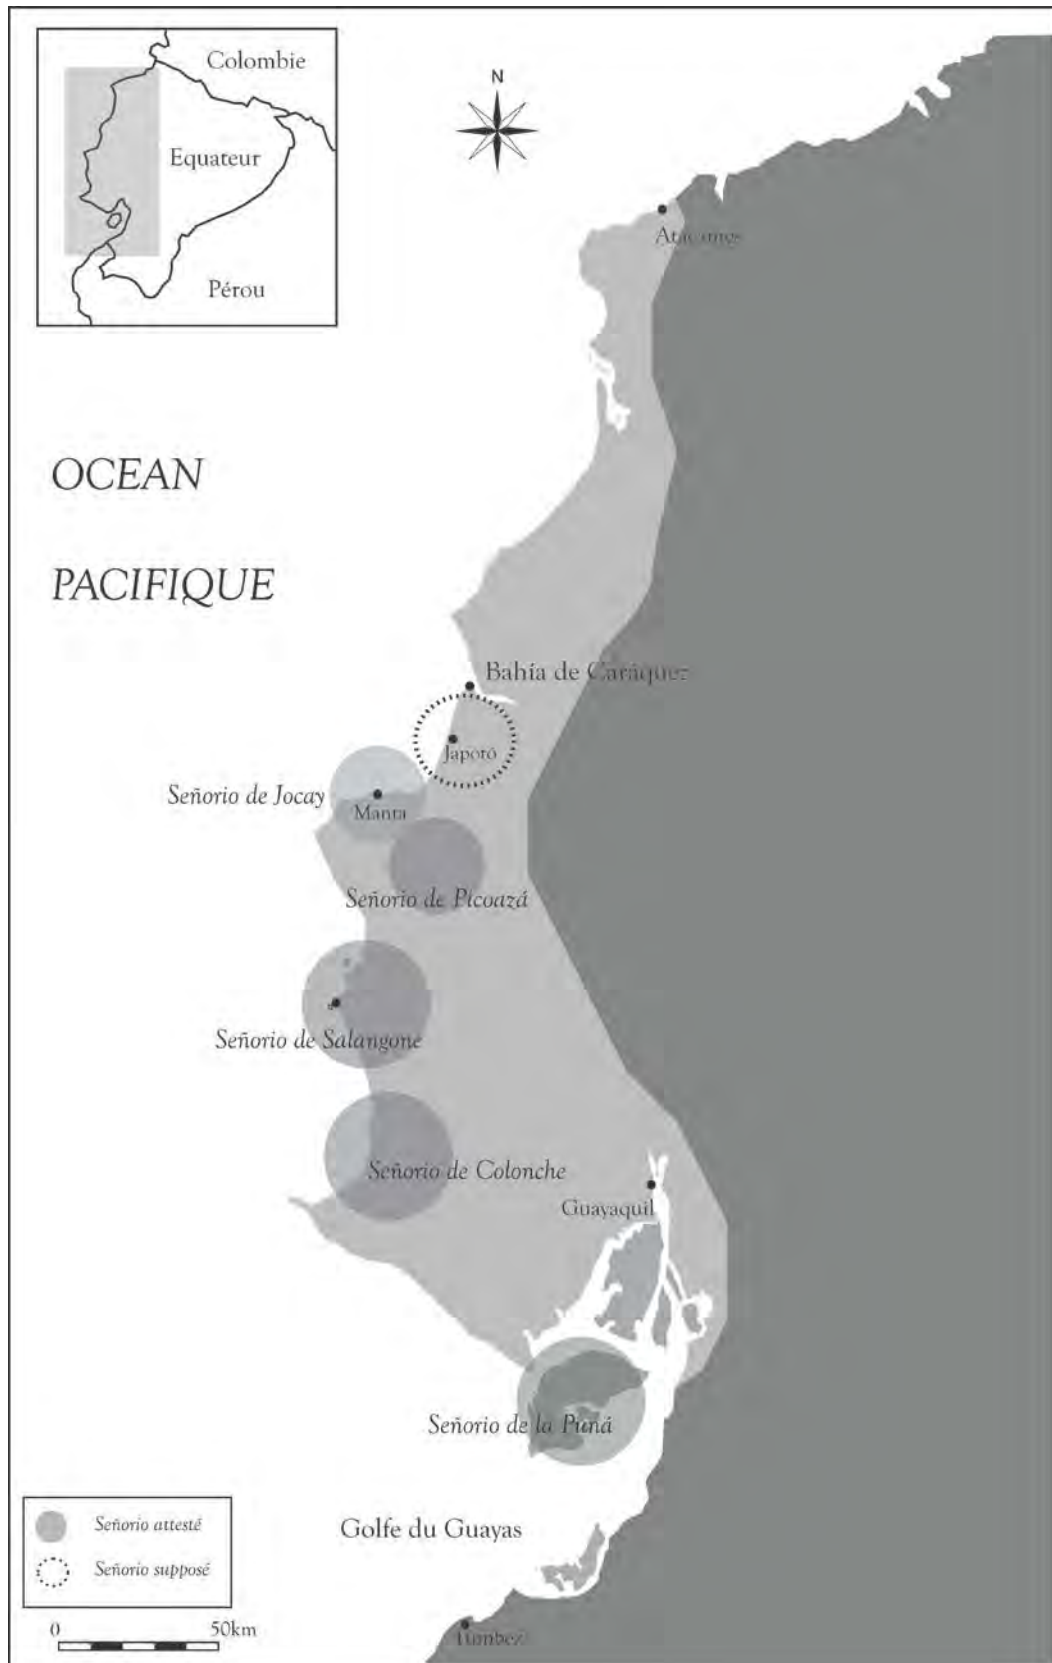 Colombie
Equateur
Pérou
N
Atacames
OCEAN
PACIFIQUE
Bahía de Caráquez
Japotó
Señorio de Jocay
Manta
Señorio de Picoazá
Señorio de Salangone
Señorio de Colonche
Guayaquil
Señorio de la Puná
Golfe du Guayas
Señorio attesté
Señorio supposé
0 50km
Tumbez